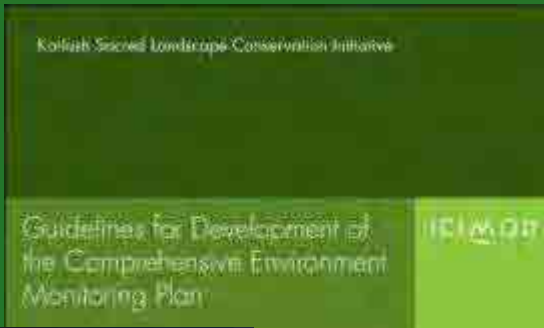 Kailash Sacred Landscape Conservation Initiative
Guidelines for Development of
the Comprehensive Environment
Monitoring Plan
ICIMOD